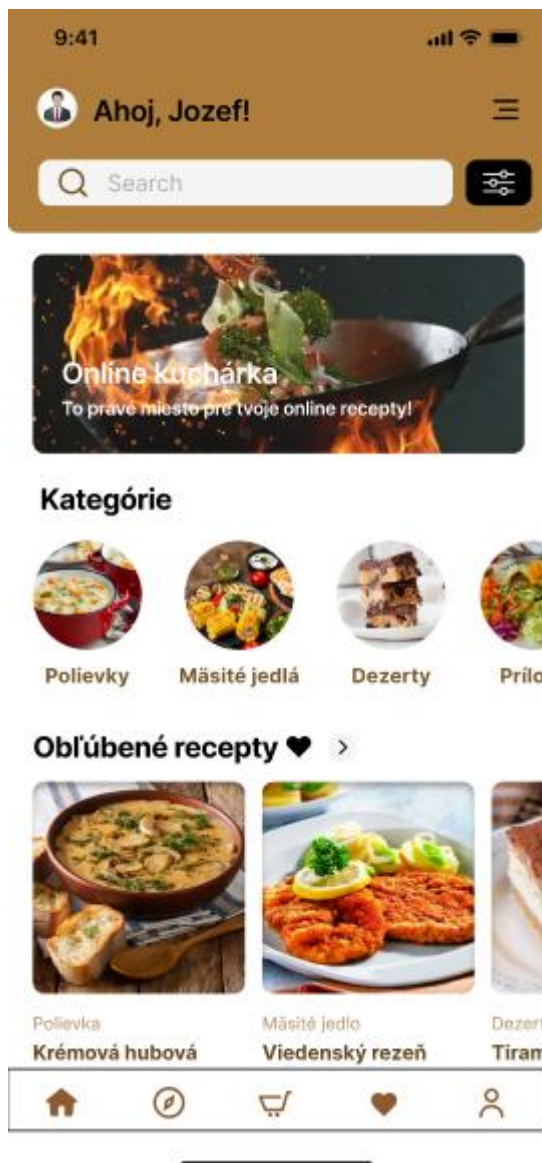 9:41
Ahoj, Jozef!
Search
Online kuchárka
To pravé miesto pre tvoje online recepty!
Kategórie
Polievky Mäsité jedlá Dezerty Prílo
Obľúbené recepty
Polievka Mäsité jedlo Dezert
Krémová hubová Viedenský rezeň Tiram